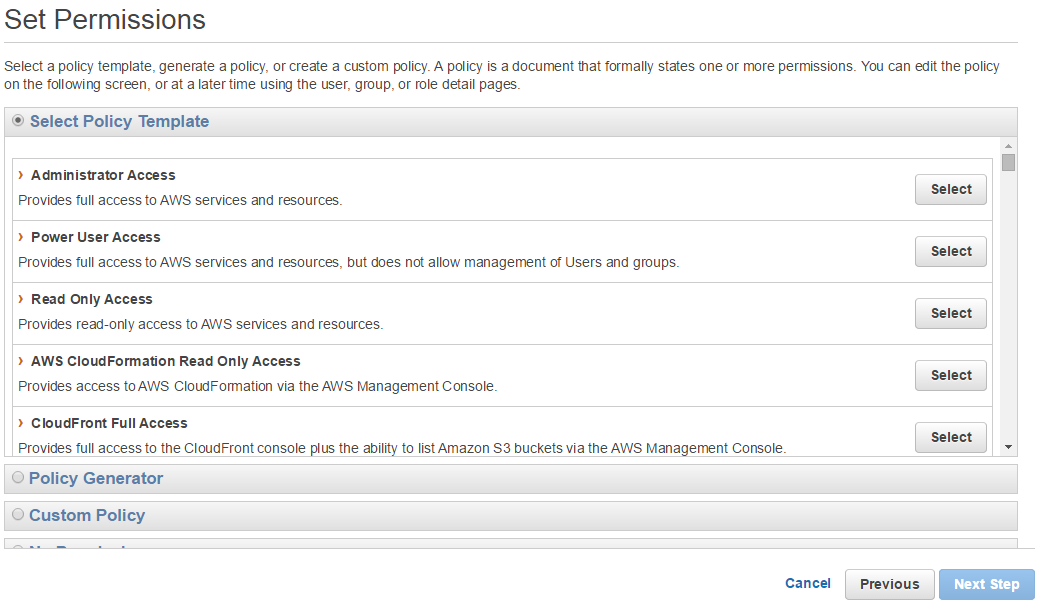 Set Permissions
Select a policy template, generate a policy, or create a custom policy. A policy is a document that formally states one or more permissions. You can edit the policy
on the following screen, or at a later time using the user, group, or role detail pages.
Select Policy Template
Administrator Access
Provides full access to AWS services and resources.
Select
Power User Access
Provides full access to AWS services and resources, but does not allow management of Users and groups.
Select
Read Only Access
Provides read-only access to AWS services and resources.
Select
AWS CloudFormation Read Only Access
Provides access to AWS CloudFormation via the AWS Management Console.
Select
CloudFront Full Access
Provides full access to the CloudFront console plus the ability to list Amazon S3 buckets via the AWS Management Console.
Select
Policy Generator
Custom Policy
Cancel
Previous
Next Step